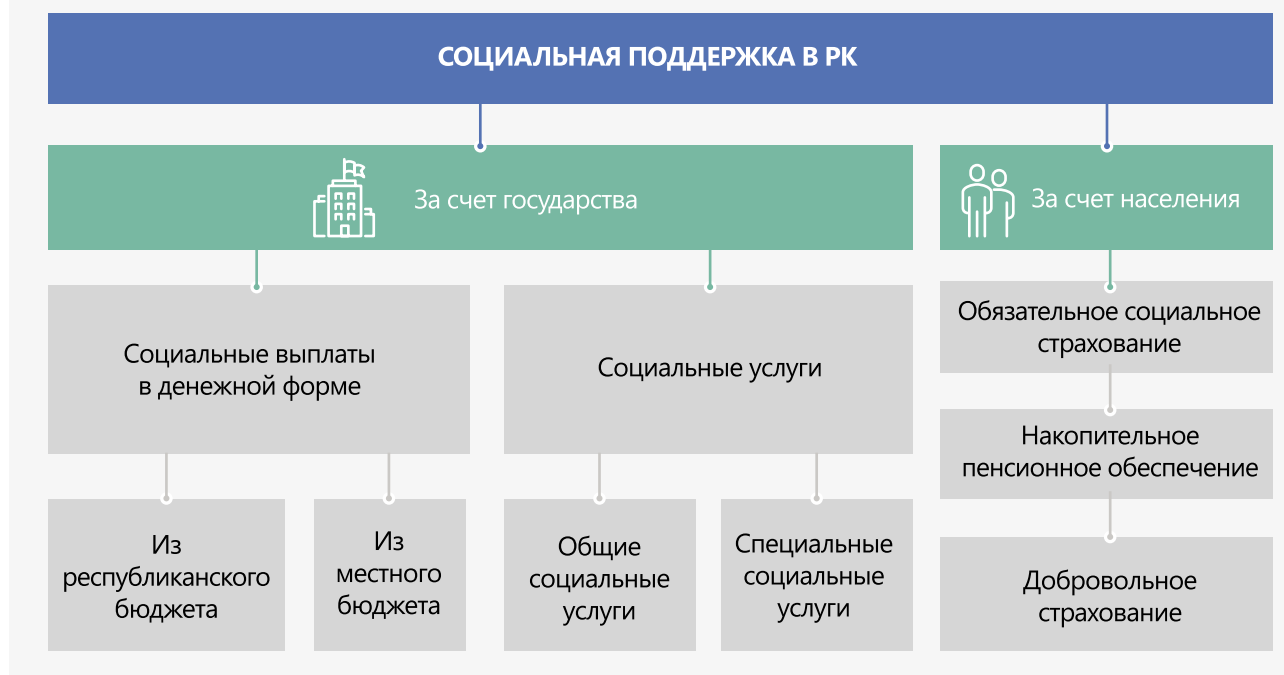 СОЦИАЛЬНАЯ ПОДДЕРЖКА В РК
За счет государства
За счет населения
Социальные выплаты
в денежной форме
Социальные услуги
Обязательное социальное
страхование
Накопительное
пенсионное обеспечение
Из
республиканского
бюджета
Из
местного
бюджета
Общие
социальные
услуги
Специальные
социальные
услуги
Добровольное
страхование